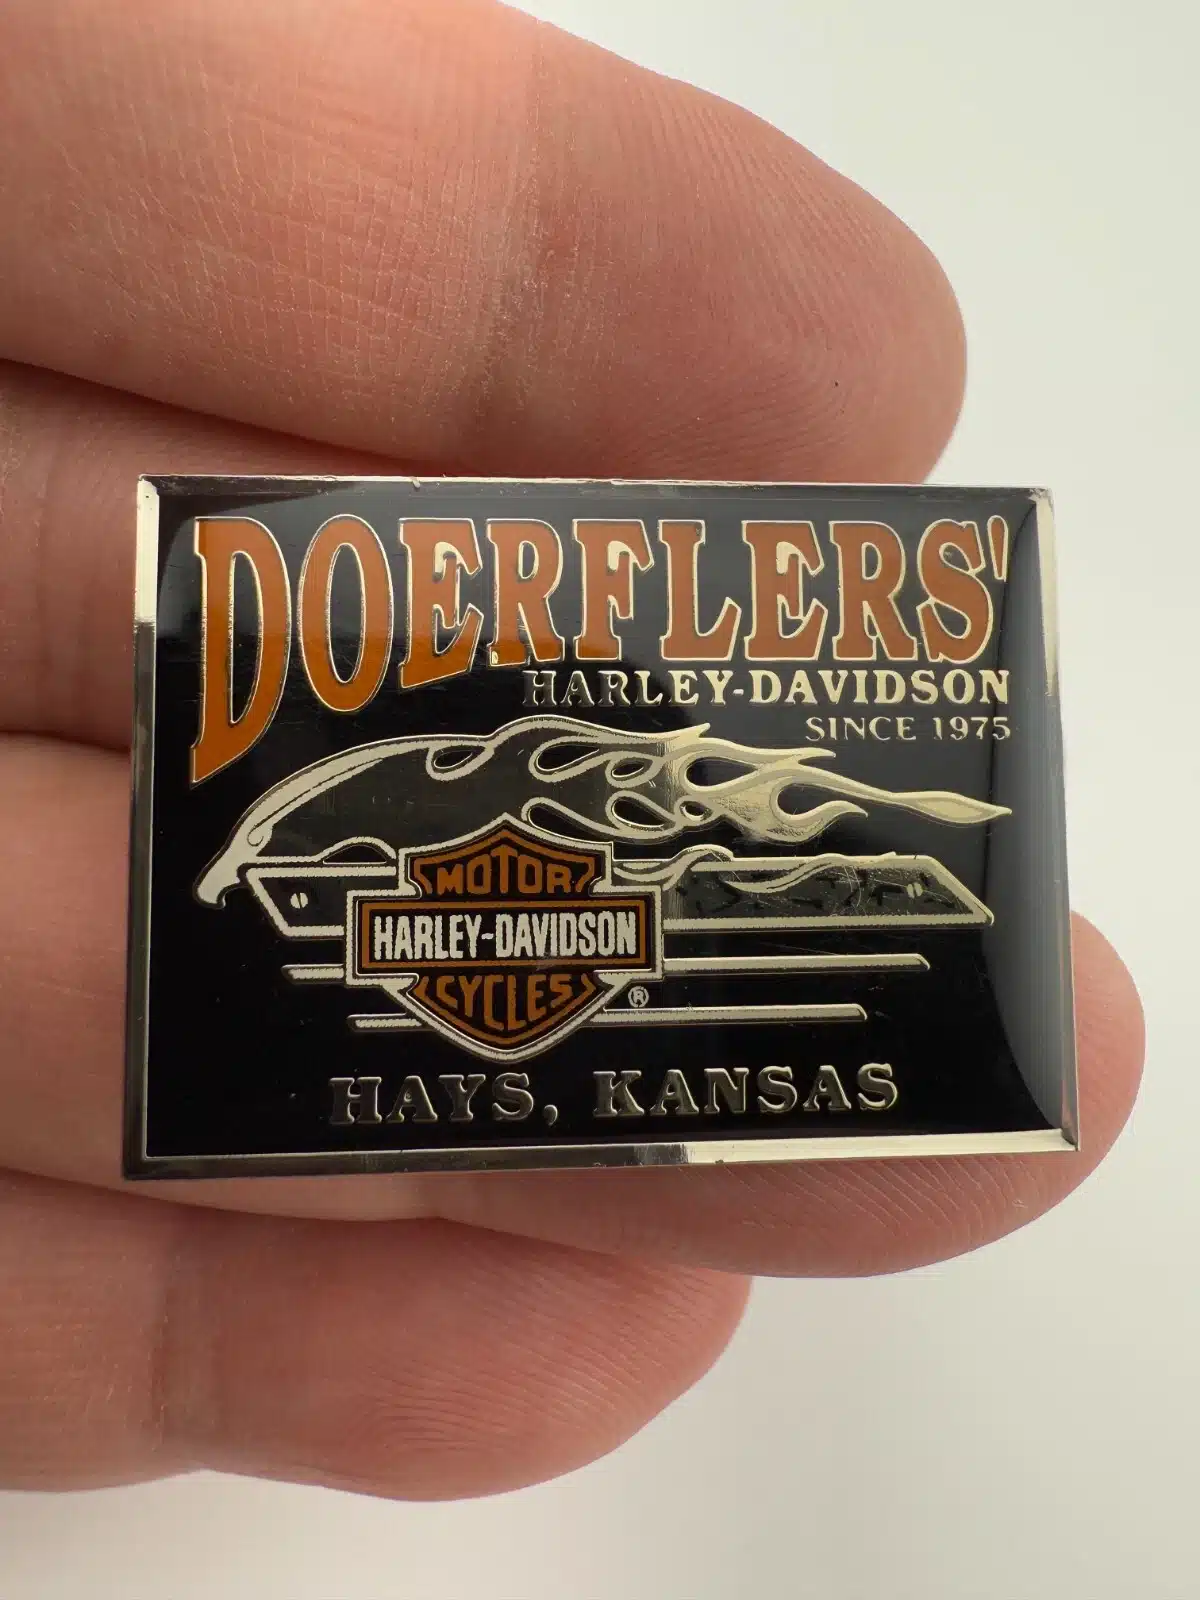 DOERFLERS'
HARLEY-DAVIDSON
SINCE 1975
MOTOR
HARLEY-DAVIDSON
CYCLES
®
HAYS, KANSAS